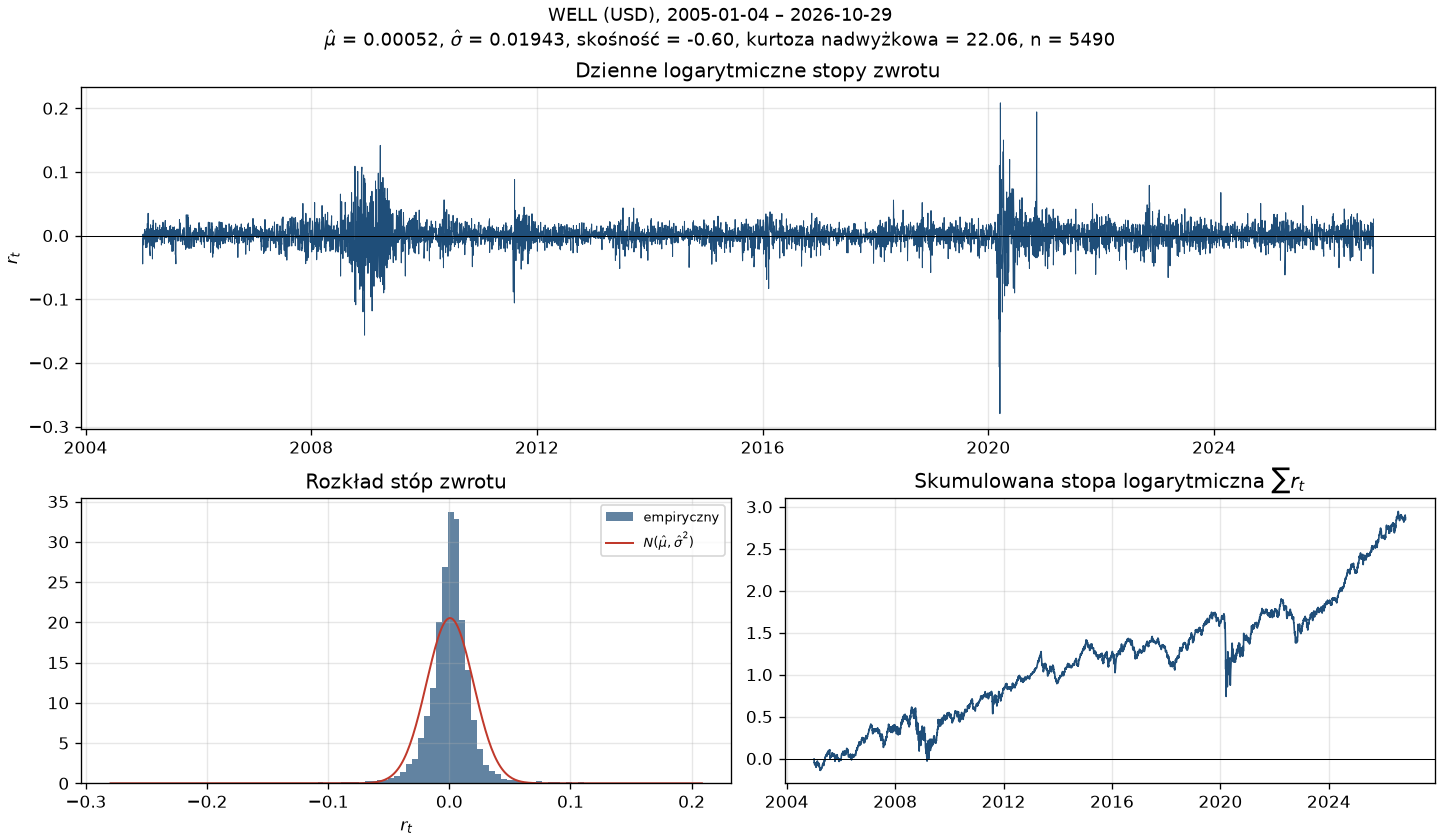 WELL (USD), 2005-01-04 – 2026-10-29
μ̂ = 0.00052, σ̂ = 0.01943, skośność = -0.60, kurtoza nadwyżkowa = 22.06, n = 5490
Dzienne logarytmiczne stopy zwrotu
0.2
0.1
0.0
−0.1
−0.2
−0.3
r_t
2004 2008 2012 2016 2020 2024
Rozkład stóp zwrotu
35
30
25
20
15
10
5
0
empiryczny
N(μ̂, σ̂²)
−0.3 −0.2 −0.1 0.0 0.1 0.2
r_t
Skumulowana stopa logarytmiczna ∑r_t
3.0
2.5
2.0
1.5
1.0
0.5
0.0
2004 2008 2012 2016 2020 2024